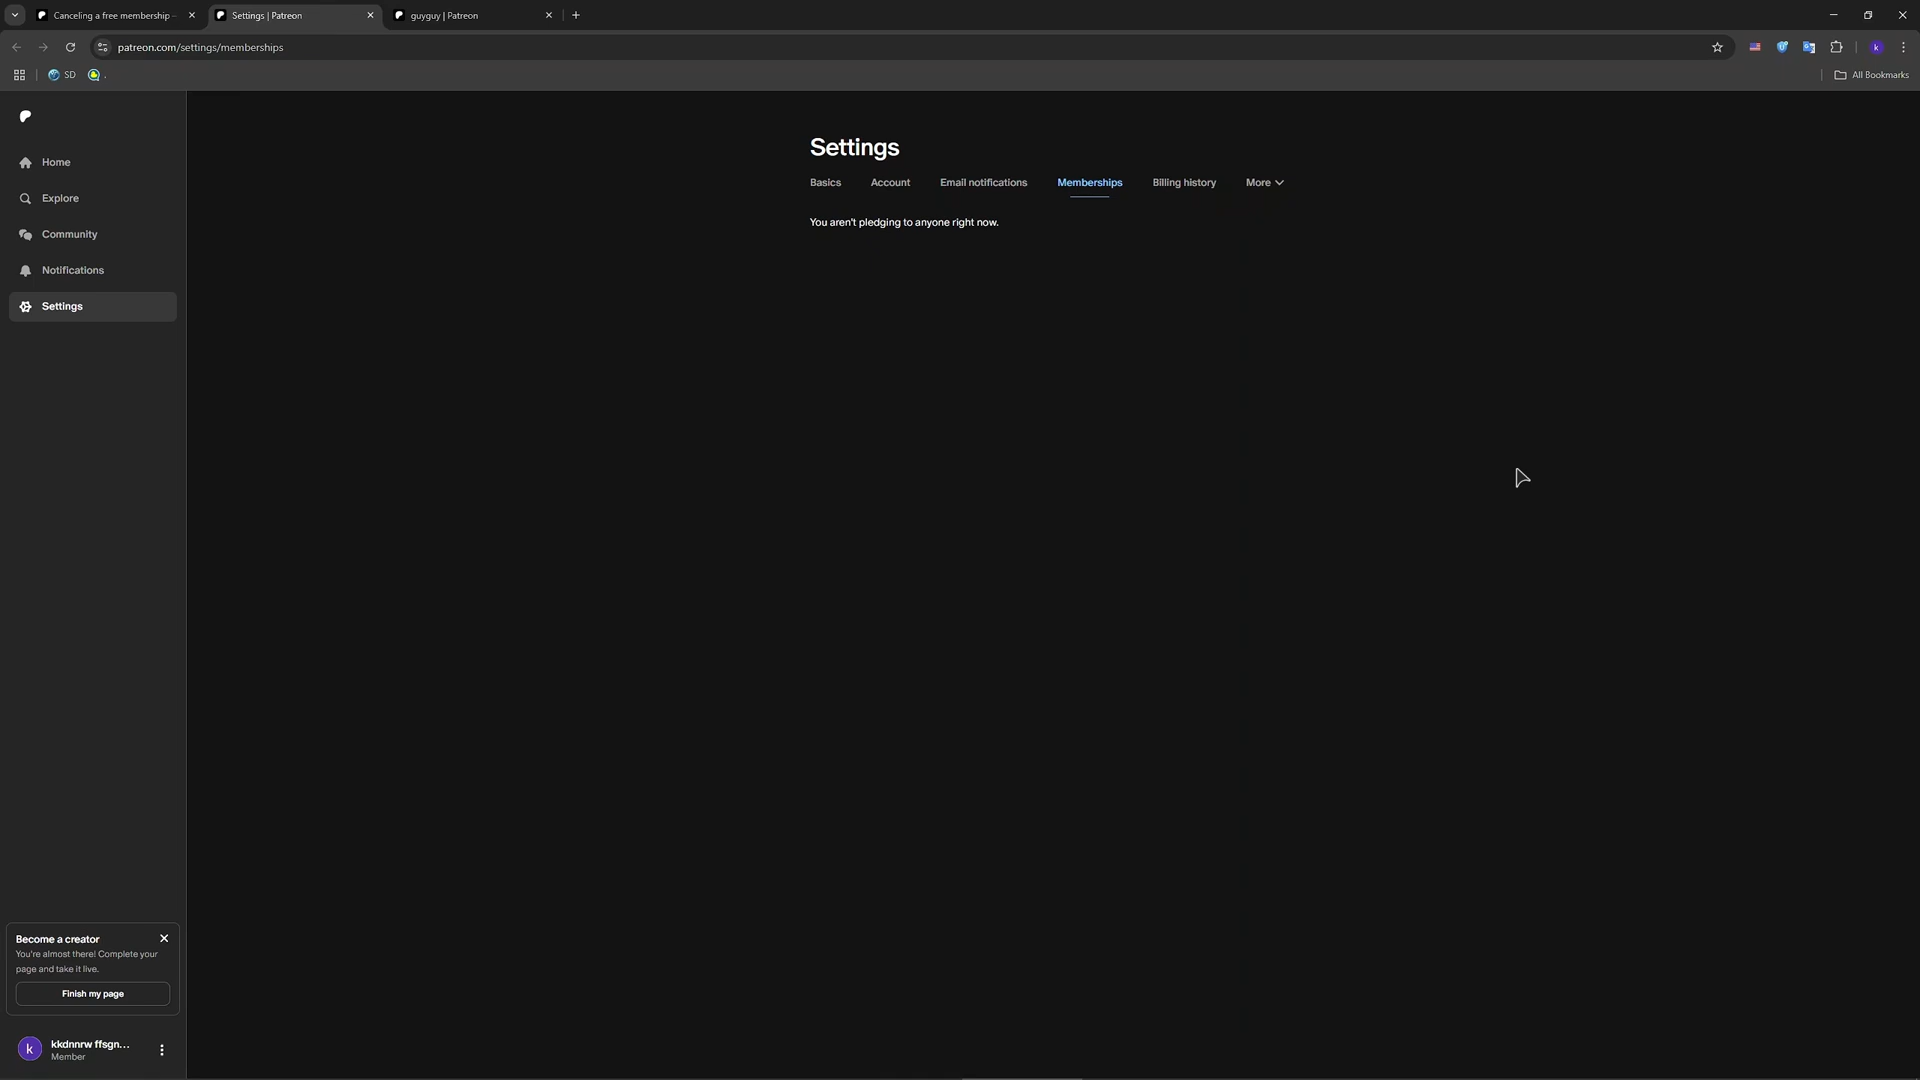 Canceling a free membership
Settings | Patreon
guyguy | Patreon
patreon.com/settings/memberships
k
SD
.
All Bookmarks
Home
Explore
Community
Notifications
Settings
Settings
Basics
Account
Email notifications
Memberships
Billing history
More
You aren't pledging to anyone right now.
Become a creator
You're almost there! Complete your
page and take it live.
Finish my page
k
kkdnnrw ffsgn...
Member